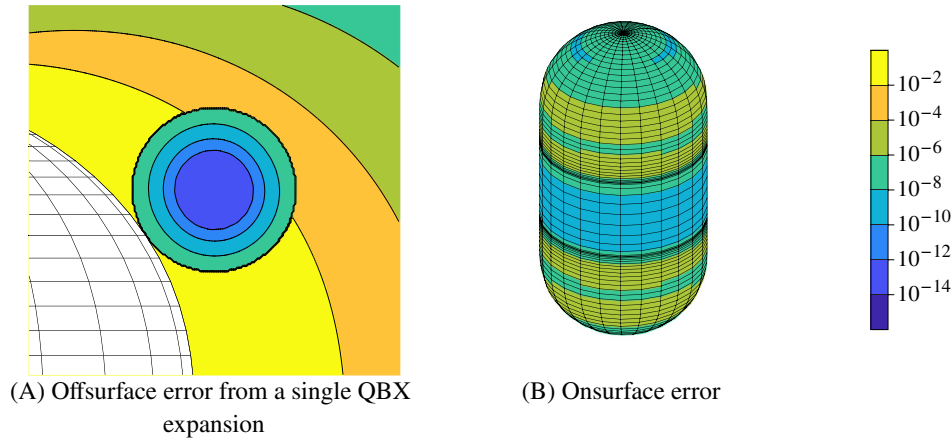 10⁻²
10⁻⁴
10⁻⁶
10⁻⁸
10⁻¹⁰
10⁻¹²
10⁻¹⁴
(A) Offsurface error from a single QBX
expansion
(B) Onsurface error